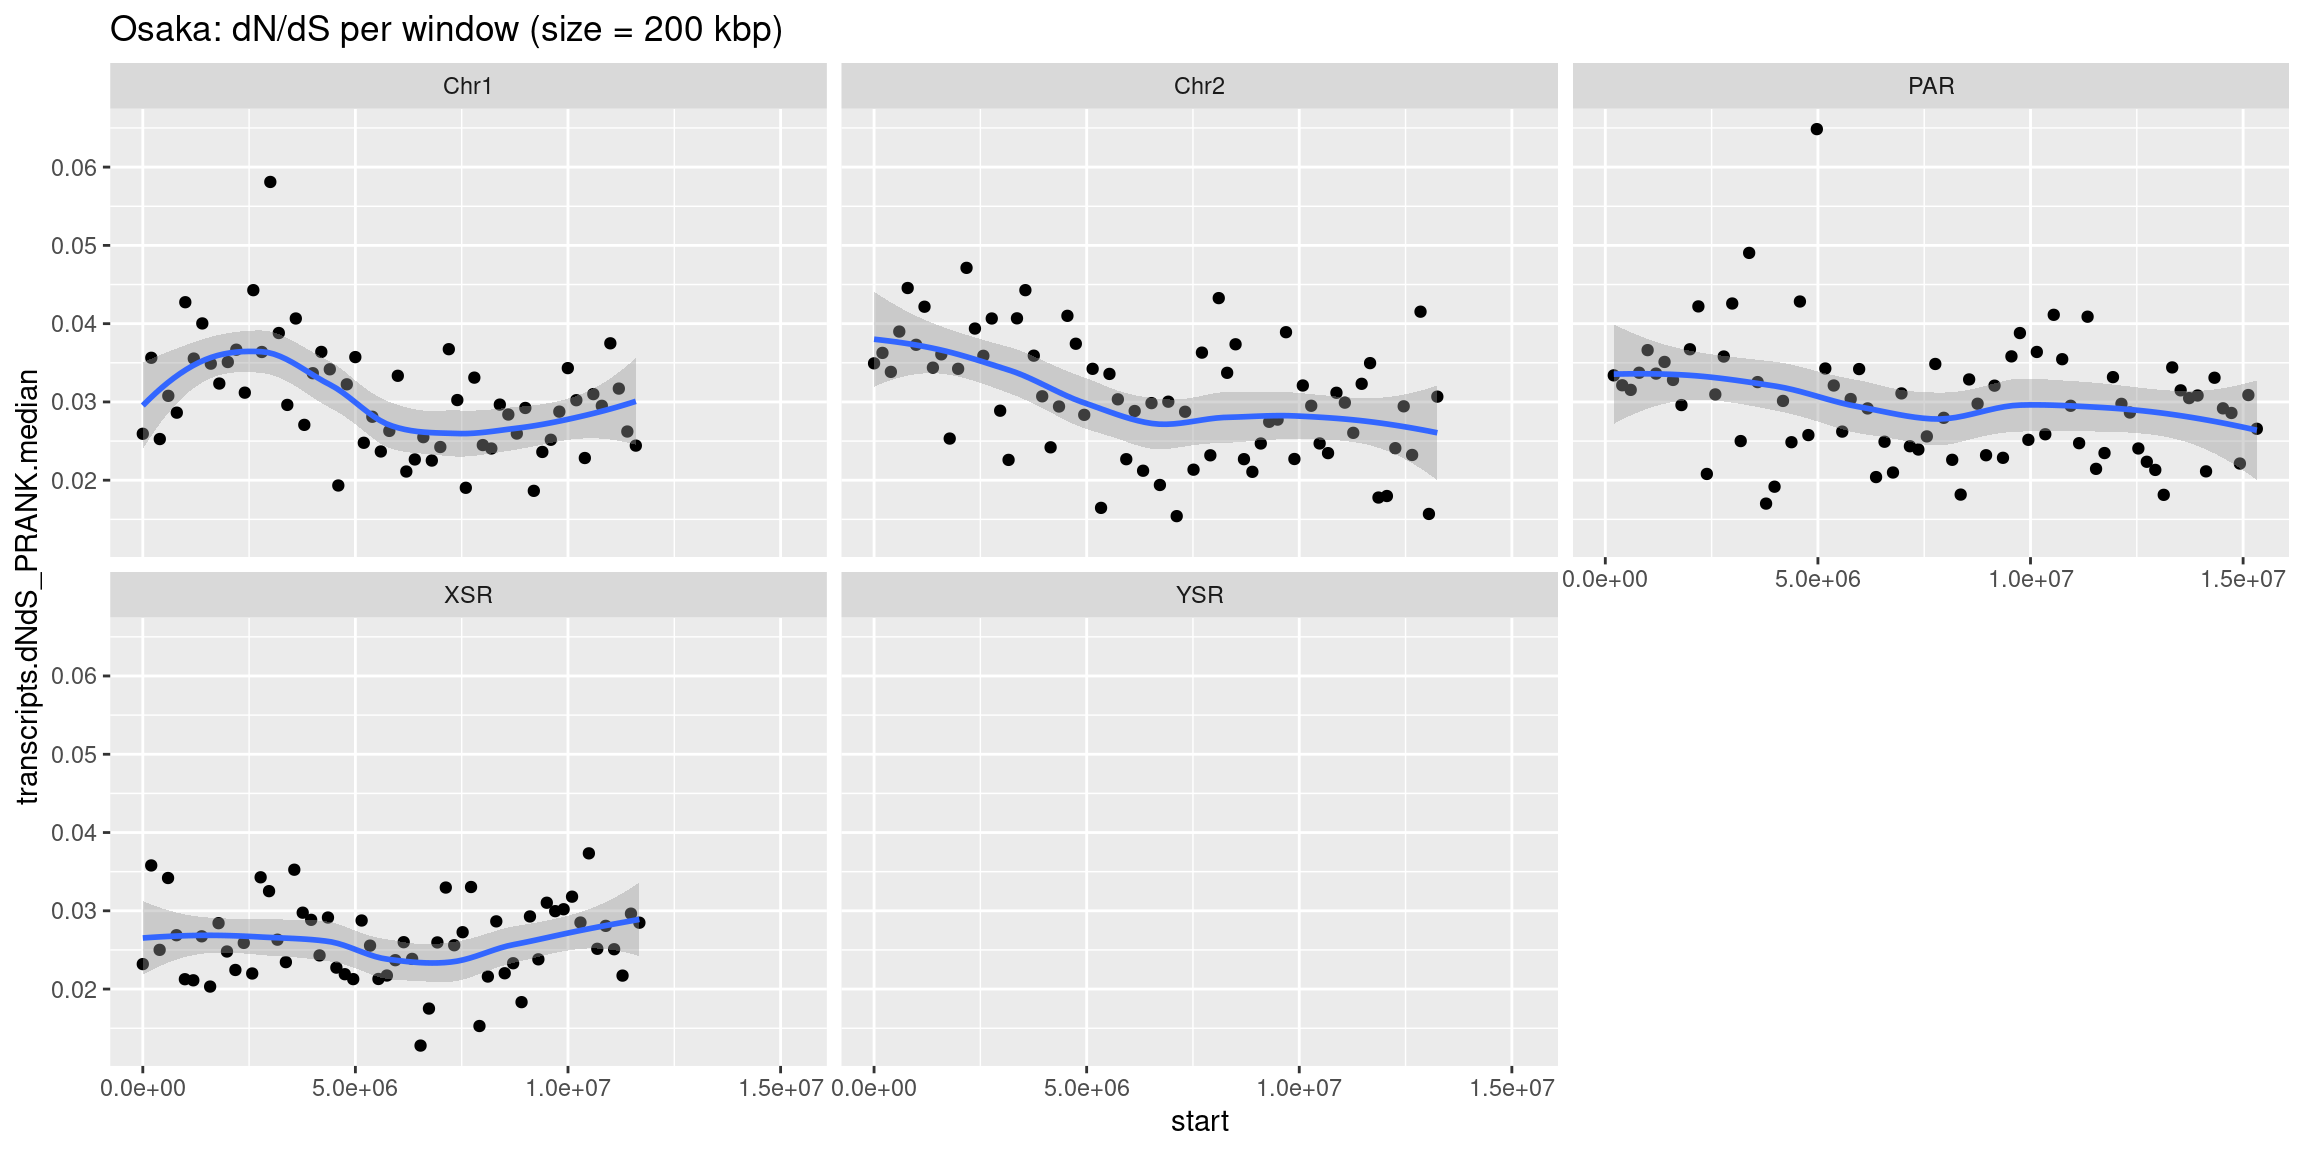 Osaka: dN/dS per window (size = 200 kbp)
Chr1
Chr2
PAR
0.06
0.05
0.04
0.03
0.02
0.0e+00 5.0e+06 1.0e+07 1.5e+07
XSR
YSR
0.06
0.05
0.04
0.03
0.02
0.0e+00 5.0e+06 1.0e+07 1.5e+07
0.0e+00 5.0e+06 1.0e+07 1.5e+07
start
transcripts.dNdS_PRANK.median